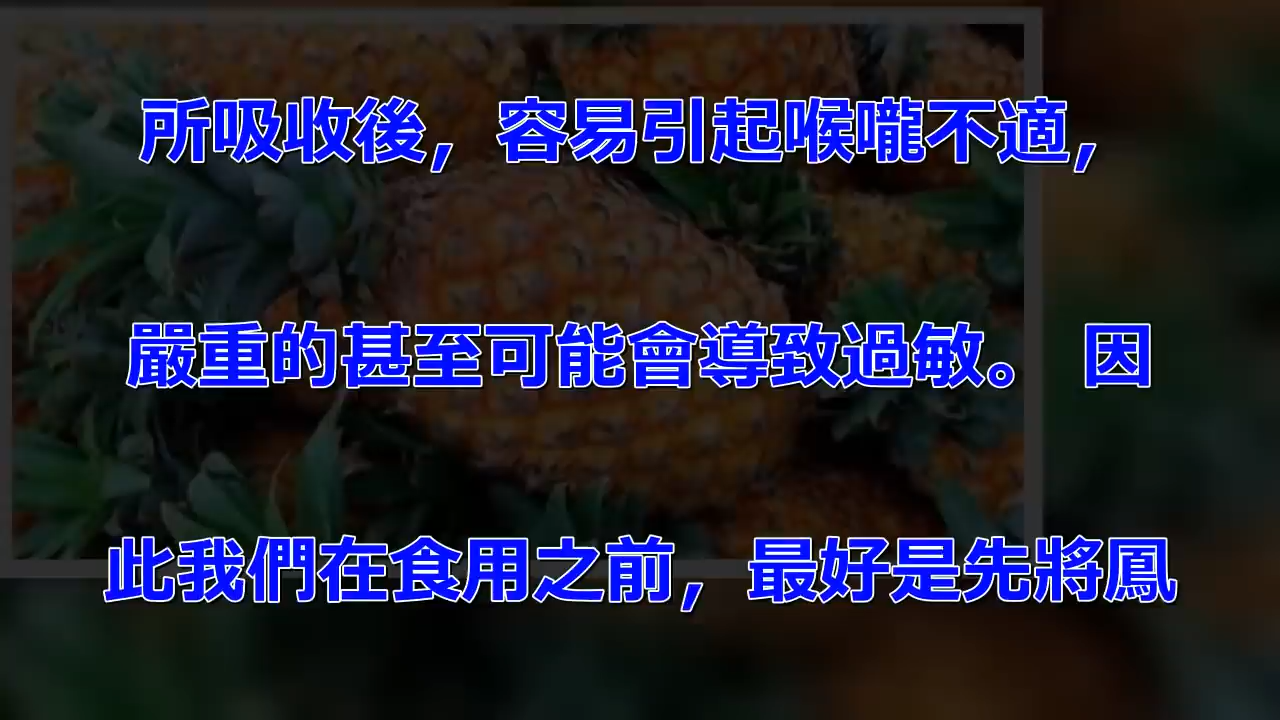 所吸收後，容易引起喉嚨不適，
嚴重的甚至可能會導致過敏。 因
此我們在食用之前，最好是先將鳳